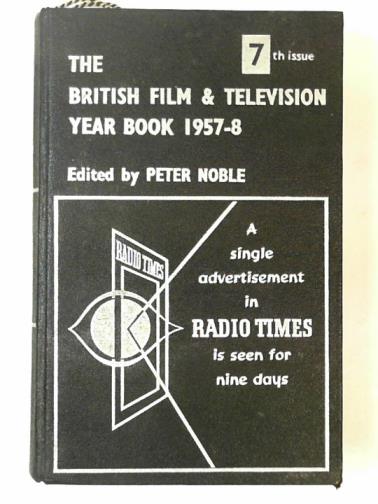 7th issue
THE
BRITISH FILM & TELEVISION
YEAR BOOK 1957-8
Edited by PETER NOBLE
RADIO TIMES
A
single
advertisement
in
RADIO TIMES
is seen for
nine days